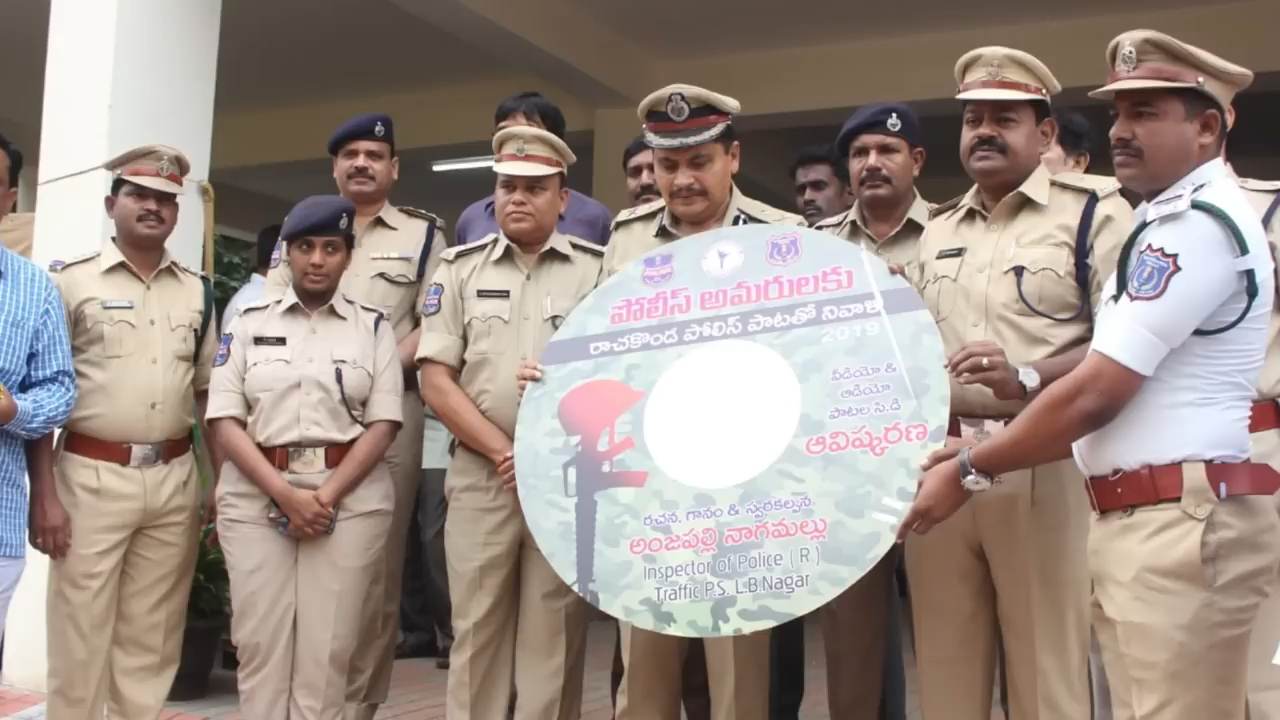 పోలీస్ అమరులకు
రాచకొండ పోలిస్ పాటతో నివాళి
2019
వీడియో &
ఆడియో
పాటల సి.డి
ఆవిష్కరణ
రచన, గానం & స్వరకల్పన,
అంజపల్లి నాగమల్లు
Inspector of Police ( R )
Traffic P.S. L.B.Nagar